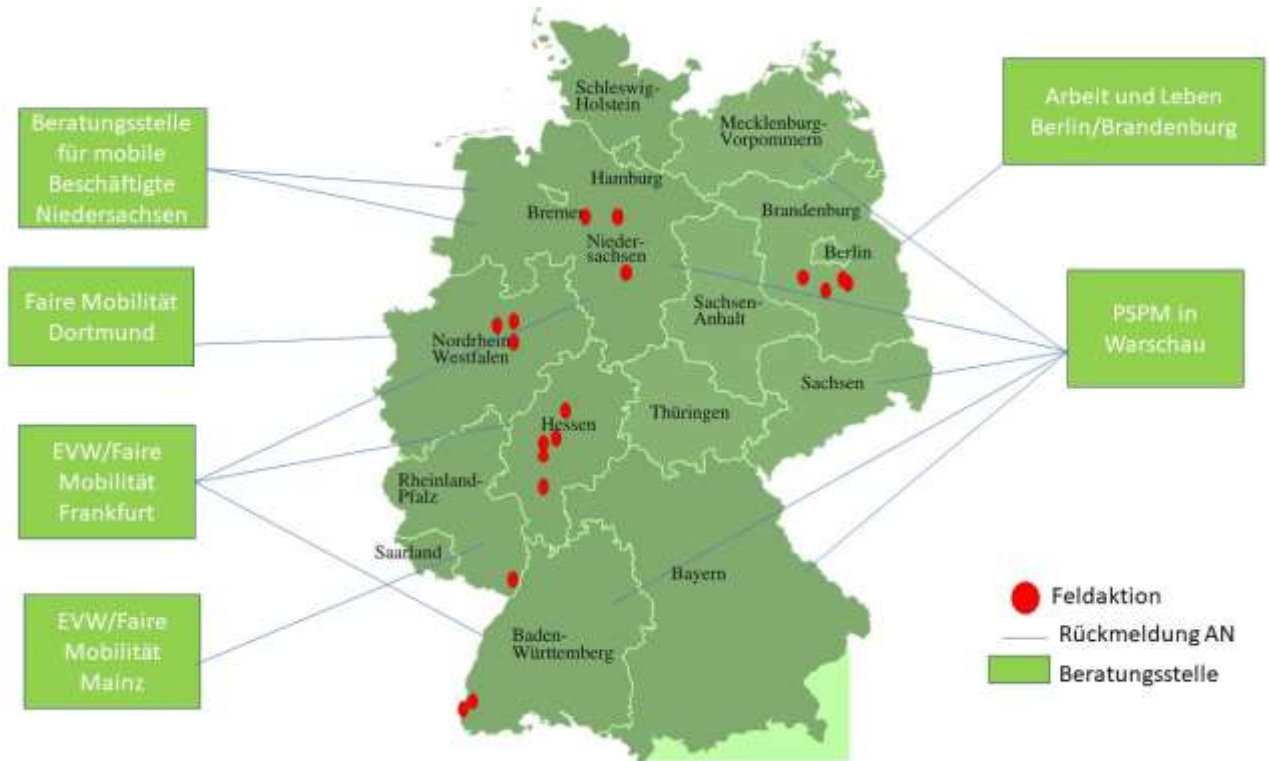 Schleswig-
Holstein
Mecklenburg-
Vorpommern
Hamburg
Bremen
Brandenburg
Nieder-
sachsen
Berlin
Sachsen-
Anhalt
Nordrhein
Westfalen
Sachsen
Thüringen
Hessen
Rheinland-
Pfalz
Saarland
Bayern
Baden-
Württemberg
Beratungsstelle
für mobile
Beschäftigte
Niedersachsen
Faire Mobilität
Dortmund
EVW/Faire
Mobilität
Frankfurt
EVW/Faire
Mobilität
Mainz
Arbeit und Leben
Berlin/Brandenburg
PSPM in
Warschau
Feldaktion
Rückmeldung AN
Beratungsstelle